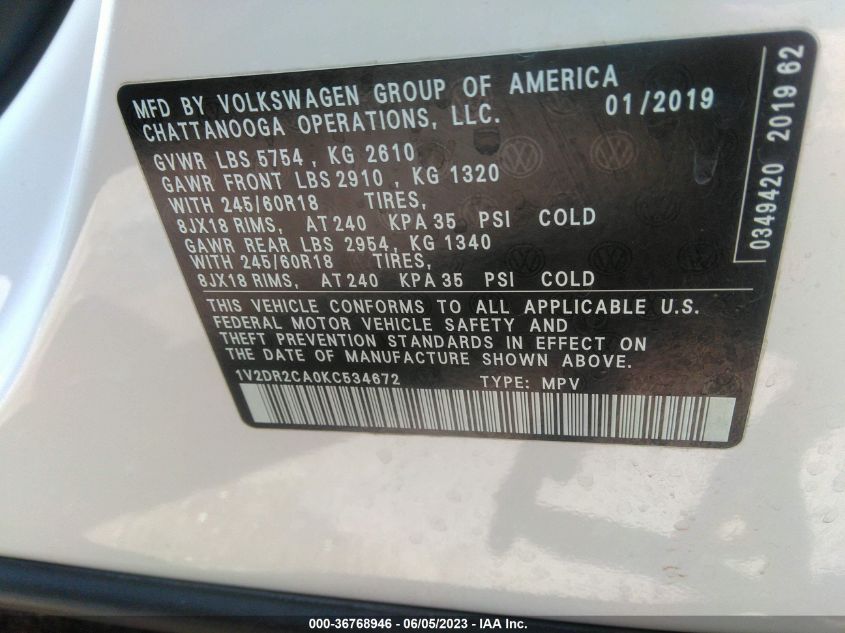 MFD BY VOLKSWAGEN GROUP OF AMERICA
CHATTANOOGA OPERATIONS, LLC. 01/2019
GVWR LBS 5754 , KG 2610
GAWR FRONT LBS 2910 , KG 1320
WITH 245/60R18 TIRES,
8JX18 RIMS, AT 240 KPA 35 PSI COLD
GAWR REAR LBS 2954 , KG 1340
WITH 245/60R18 TIRES,
8JX18 RIMS, AT 240 KPA 35 PSI COLD
THIS VEHICLE CONFORMS TO ALL APPLICABLE U.S.
FEDERAL MOTOR VEHICLE SAFETY AND
THEFT PREVENTION STANDARDS IN EFFECT ON
THE DATE OF MANUFACTURE SHOWN ABOVE.
1V2DR2CA0KC534672 TYPE: MPV
0349420 2019 62
000-36768946 / 06/05/2023 - IAA Inc.